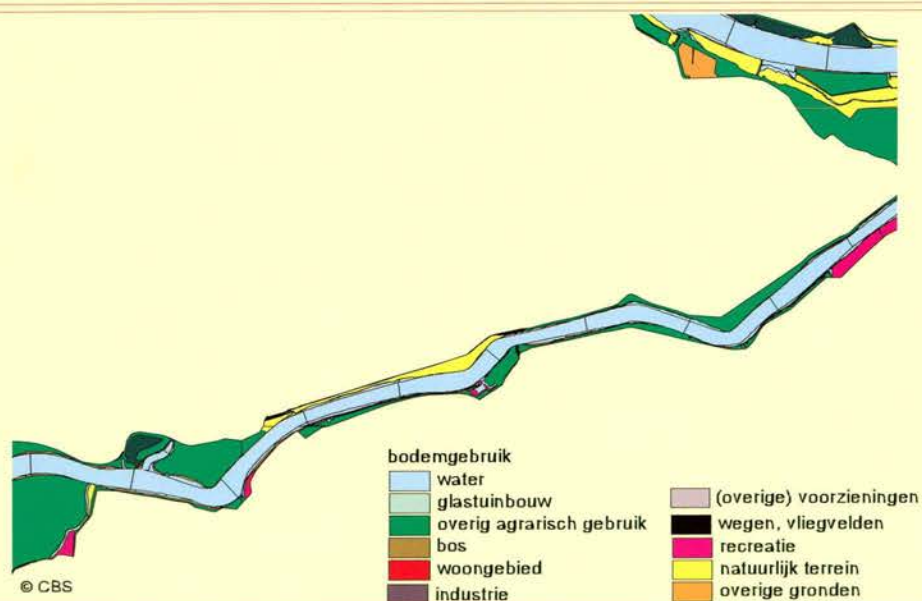 bodemgebruik
water
glastuinbouw
overig agrarisch gebruik
bos
woongebied
industrie
(overige) voorzieningen
wegen, vliegvelden
recreatie
natuurlijk terrein
overige gronden
© CBS